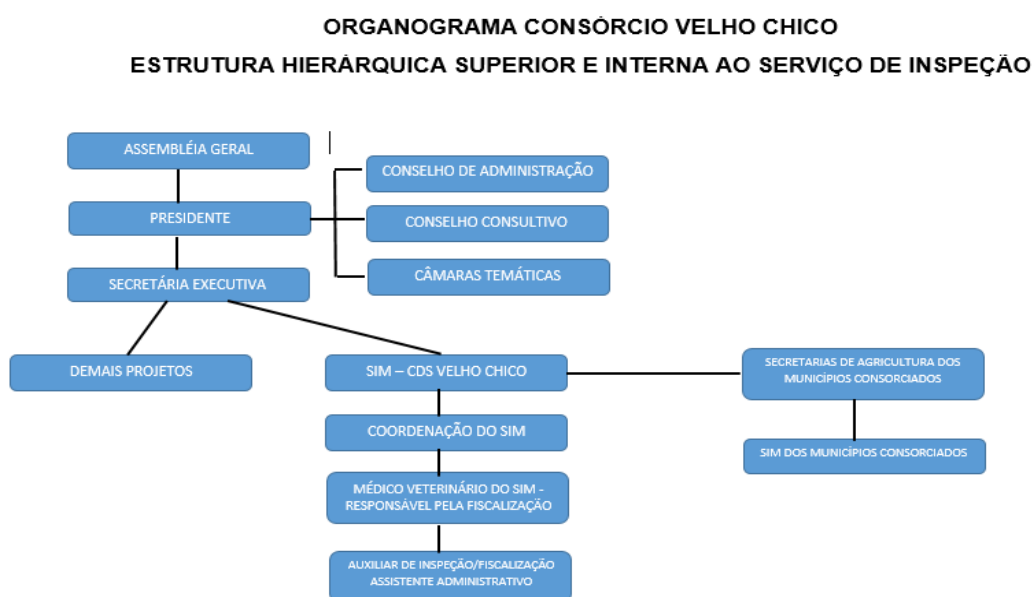 ORGANOGRAMA CONSÓRCIO VELHO CHICO
ESTRUTURA HIERÁRQUICA SUPERIOR E INTERNA AO SERVIÇO DE INSPEÇÃO
ASSEMBLÉIA GERAL
CONSELHO DE ADMINISTRAÇÃO
PRESIDENTE
CONSELHO CONSULTIVO
SECRETÁRIA EXECUTIVA
CÂMARAS TEMÁTICAS
DEMAIS PROJETOS
SIM – CDS VELHO CHICO
SECRETARIAS DE AGRICULTURA DOS
MUNICÍPIOS CONSORCIADOS
COORDENAÇÃO DO SIM
SIM DOS MUNICÍPIOS CONSORCIADOS
MÉDICO VETERINÁRIO DO SIM -
RESPONSÁVEL PELA FISCALIZAÇÃO
AUXILIAR DE INSPEÇÃO/FISCALIZAÇÃO
ASSISTENTE ADMINISTRATIVO